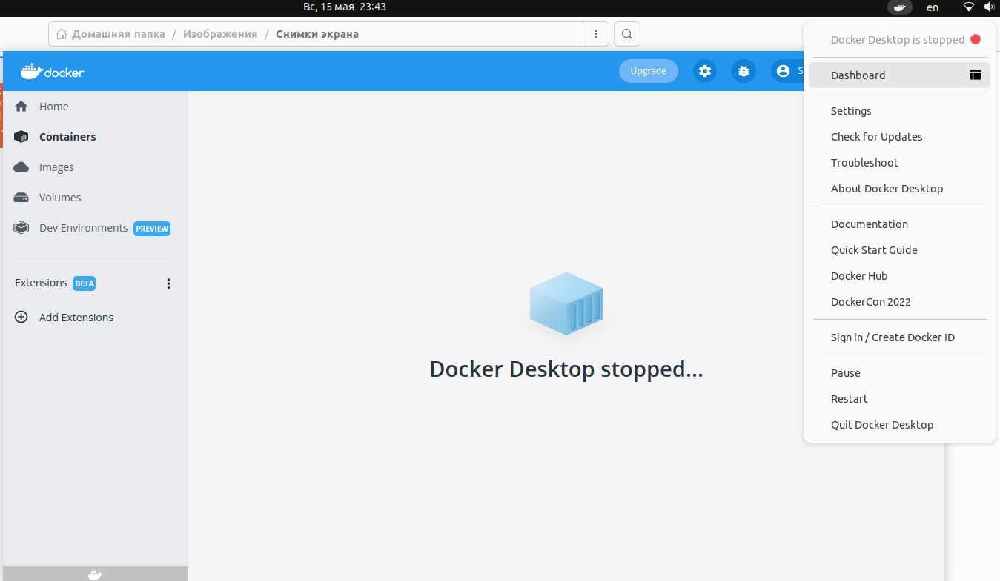 Вс, 15 мая 23:43
en
Домашняя папка / Изображения / Снимки экрана
docker
Upgrade
S
Home
Containers
Images
Volumes
Dev Environments PREVIEW
Extensions BETA
Add Extensions
Docker Desktop stopped...
Docker Desktop is stopped
Dashboard
Settings
Check for Updates
Troubleshoot
About Docker Desktop
Documentation
Quick Start Guide
Docker Hub
DockerCon 2022
Sign in / Create Docker ID
Pause
Restart
Quit Docker Desktop